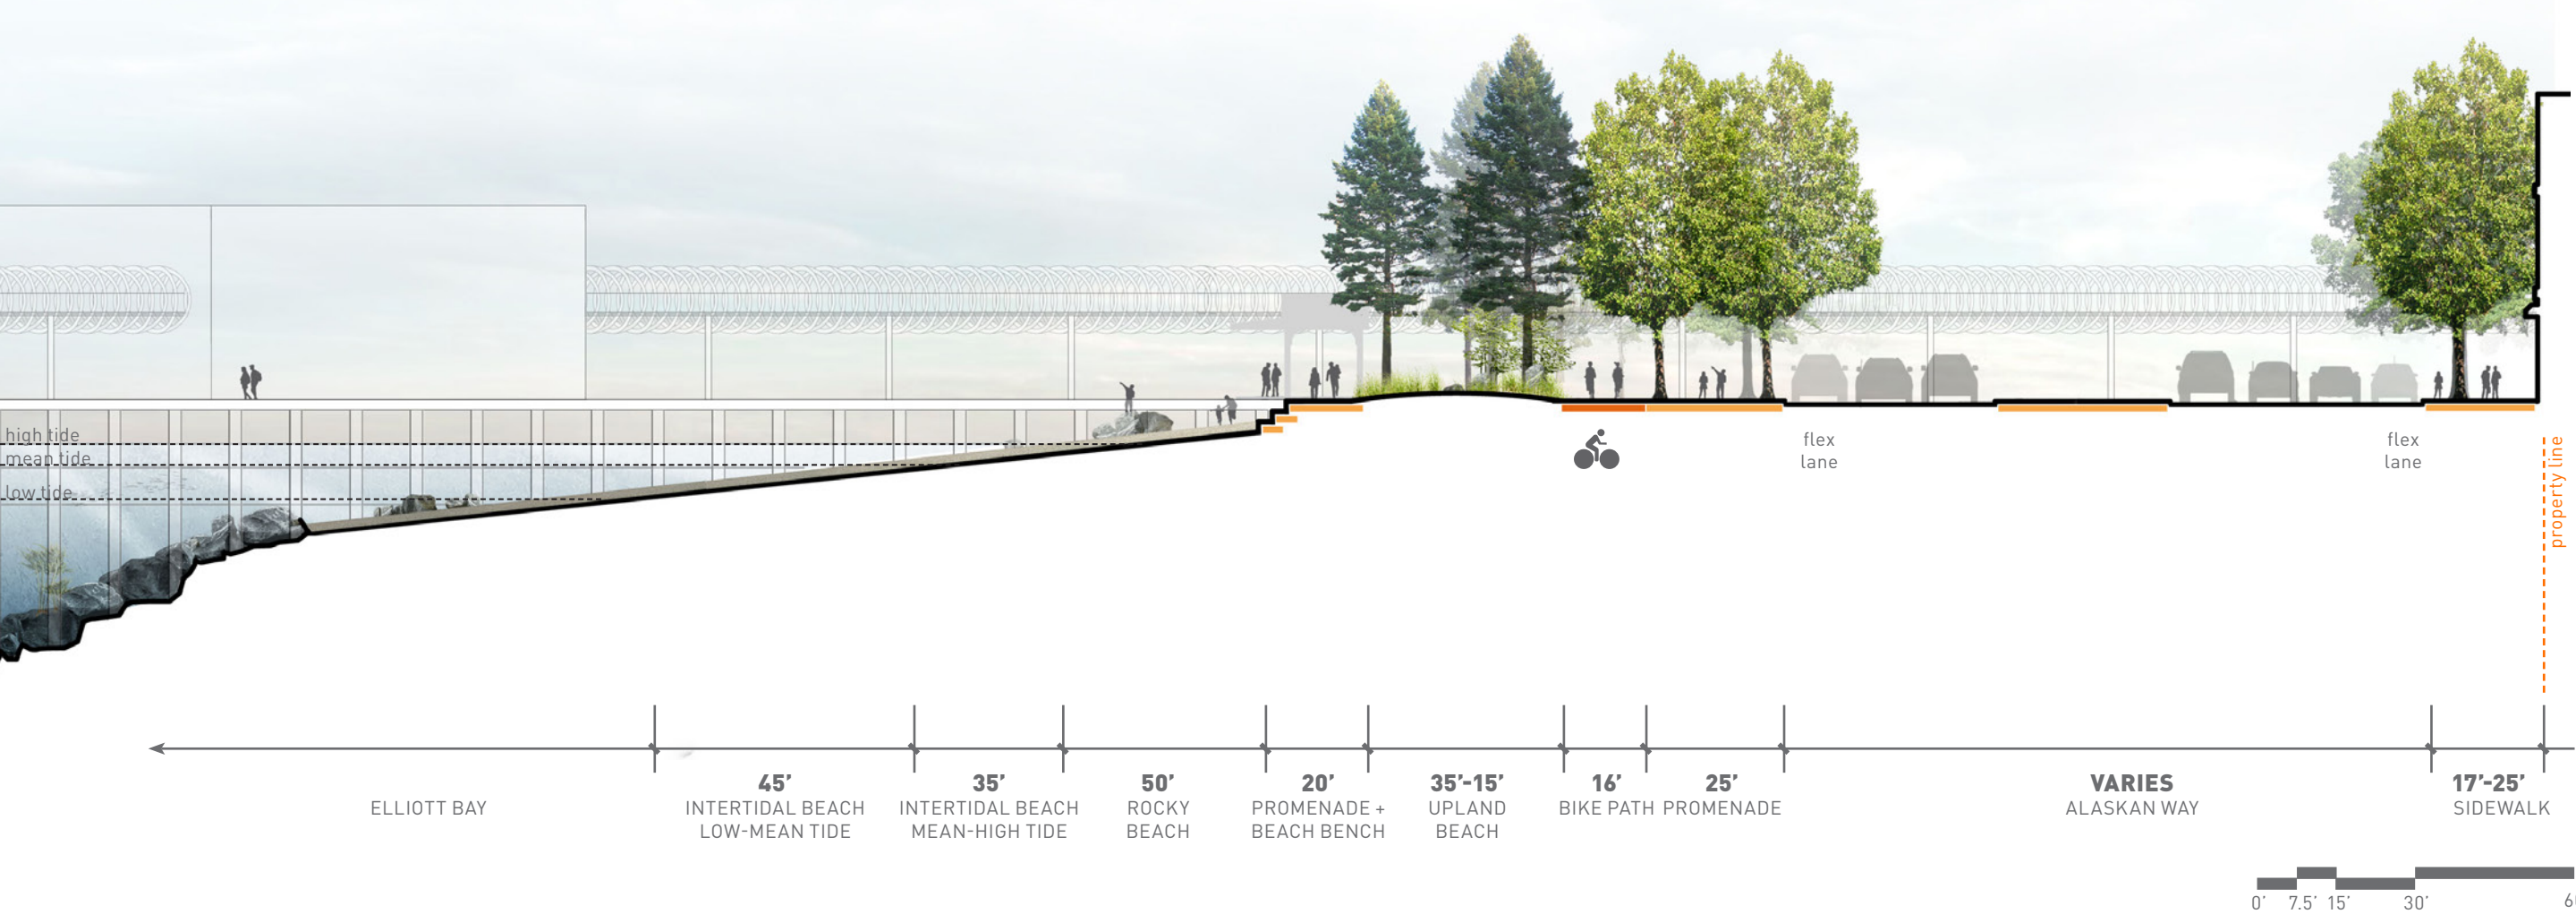 high tide
mean tide
low tide
flex
lane
flex
lane
property line
45’
35’
50’
20’
35’-15’
16’
25’
VARIES
17’-25’
ELLIOTT BAY
INTERTIDAL BEACH
LOW-MEAN TIDE
INTERTIDAL BEACH
MEAN-HIGH TIDE
ROCKY
BEACH
PROMENADE +
BEACH BENCH
UPLAND
BEACH
BIKE PATH
PROMENADE
ALASKAN WAY
SIDEWALK
0’ 7.5’ 15’ 30’